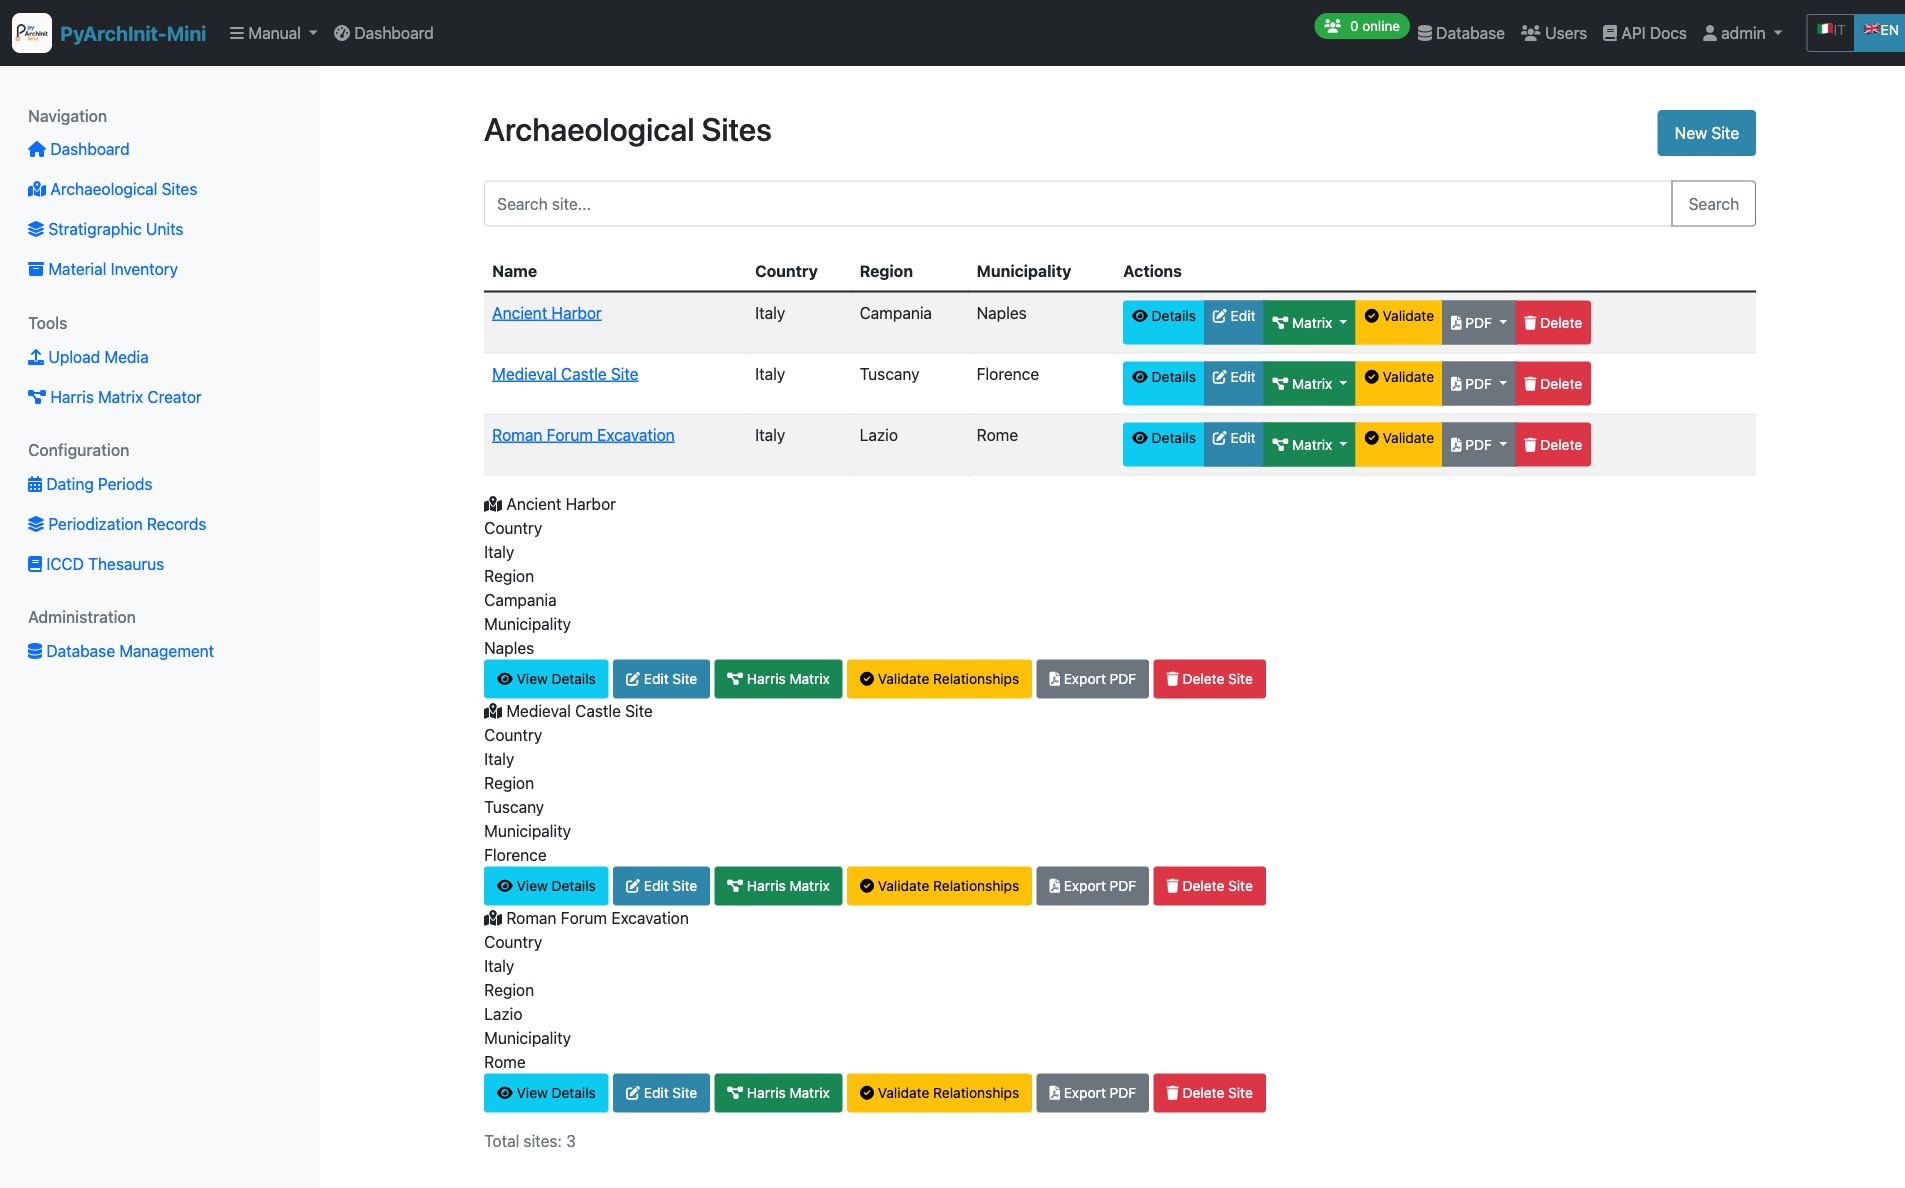 PyArchInit-Mini Manual Dashboard 0 online Database Users API Docs admin IT EN
Navigation
Dashboard
Archaeological Sites
Stratigraphic Units
Material Inventory
Tools
Upload Media
Harris Matrix Creator
Configuration
Dating Periods
Periodization Records
ICCD Thesaurus
Administration
Database Management
Archaeological Sites New Site
Search site... Search
Name Country Region Municipality Actions
Ancient Harbor Italy Campania Naples Details Edit Matrix Validate PDF Delete
Medieval Castle Site Italy Tuscany Florence Details Edit Matrix Validate PDF Delete
Roman Forum Excavation Italy Lazio Rome Details Edit Matrix Validate PDF Delete
Ancient Harbor
Country
Italy
Region
Campania
Municipality
Naples
View Details Edit Site Harris Matrix Validate Relationships Export PDF Delete Site
Medieval Castle Site
Country
Italy
Region
Tuscany
Municipality
Florence
View Details Edit Site Harris Matrix Validate Relationships Export PDF Delete Site
Roman Forum Excavation
Country
Italy
Region
Lazio
Municipality
Rome
View Details Edit Site Harris Matrix Validate Relationships Export PDF Delete Site
Total sites: 3